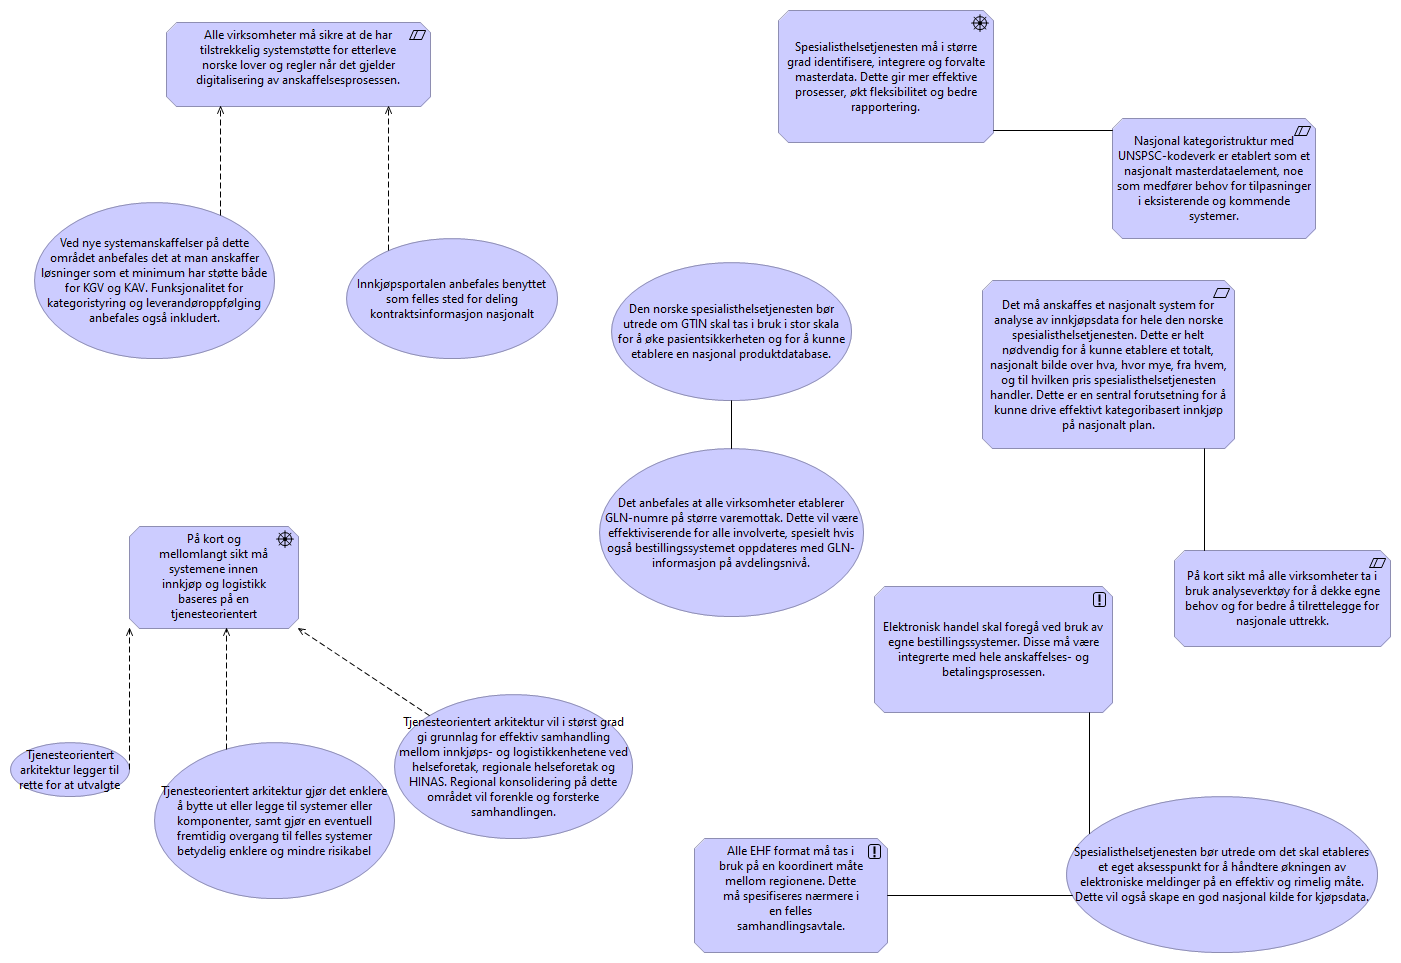 Alle virksomheter må sikre at de har
tilstrekkelig systemstøtte for etterleve
norske lover og regler når det gjelder
digitalisering av anskaffelsesprosessen.
Spesialisthelsetjenesten må i større
grad identifisere, integrere og forvalte
masterdata. Dette gir mer effektive
prosesser, økt fleksibilitet og bedre
rapportering.
Nasjonal kategoristruktur med
UNSPSC-kodeverk er etablert som et
nasjonalt masterdataelement, noe
som medfører behov for tilpasninger
i eksisterende og kommende
systemer.
Ved nye systemanskaffelser på dette
området anbefales det at man anskaffer
løsninger som et minimum har støtte både
for KGV og KAV. Funksjonalitet for
kategoristyring og leverandøroppfølging
anbefales også inkludert.
Innkjøpsportalen anbefales benyttet
som felles sted for deling
kontraktsinformasjon nasjonalt
Den norske spesialisthelsetjenesten bør
utrede om GTIN skal tas i bruk i stor skala
for å øke pasientsikkerheten og for å kunne
etablere en nasjonal produktdatabase.
Det må anskaffes et nasjonalt system for
analyse av innkjøpsdata for hele den norske
spesialisthelsetjenesten. Dette er helt
nødvendig for å kunne etablere et totalt,
nasjonalt bilde over hva, hvor mye, fra hvem,
og til hvilken pris spesialisthelsetjenesten
handler. Dette er en sentral forutsetning for å
kunne drive effektivt kategoribasert innkjøp
på nasjonalt plan.
Det anbefales at alle virksomheter etablerer
GLN-numre på større varemottak. Dette vil være
effektiviserende for alle involverte, spesielt hvis
også bestillingssystemet oppdateres med GLN-
informasjon på avdelingsnivå.
På kort og
mellomlangt sikt må
systemene innen
innkjøp og logistikk
baseres på en
tjenesteorientert
På kort sikt må alle virksomheter ta i
bruk analyseverktøy for å dekke egne
behov og for bedre å tilrettelegge for
nasjonale uttrekk.
Elektronisk handel skal foregå ved bruk av
egne bestillingssystemer. Disse må være
integrerte med hele anskaffelses- og
betalingsprosessen.
Tjenesteorientert
arkitektur legger til
rette for at utvalgte
Tjenesteorientert arkitektur gjør det enklere
å bytte ut eller legge til systemer eller
komponenter, samt gjør en eventuell
fremtidig overgang til felles systemer
betydelig enklere og mindre risikabel
Tjenesteorientert arkitektur vil i størst grad
gi grunnlag for effektiv samhandling
mellom innkjøps- og logistikkenhetene ved
helseforetak, regionale helseforetak og
HINAS. Regional konsolidering på dette
området vil forenkle og forsterke
samhandlingen.
Alle EHF format må tas i
bruk på en koordinert måte
mellom regionene. Dette
må spesifiseres nærmere i
en felles
samhandlingsavtale.
Spesialisthelsetjenesten bør utrede om det skal etableres
et eget aksesspunkt for å håndtere økningen av
elektroniske meldinger på en effektiv og rimelig måte.
Dette vil også skape en god nasjonal kilde for kjøpsdata.